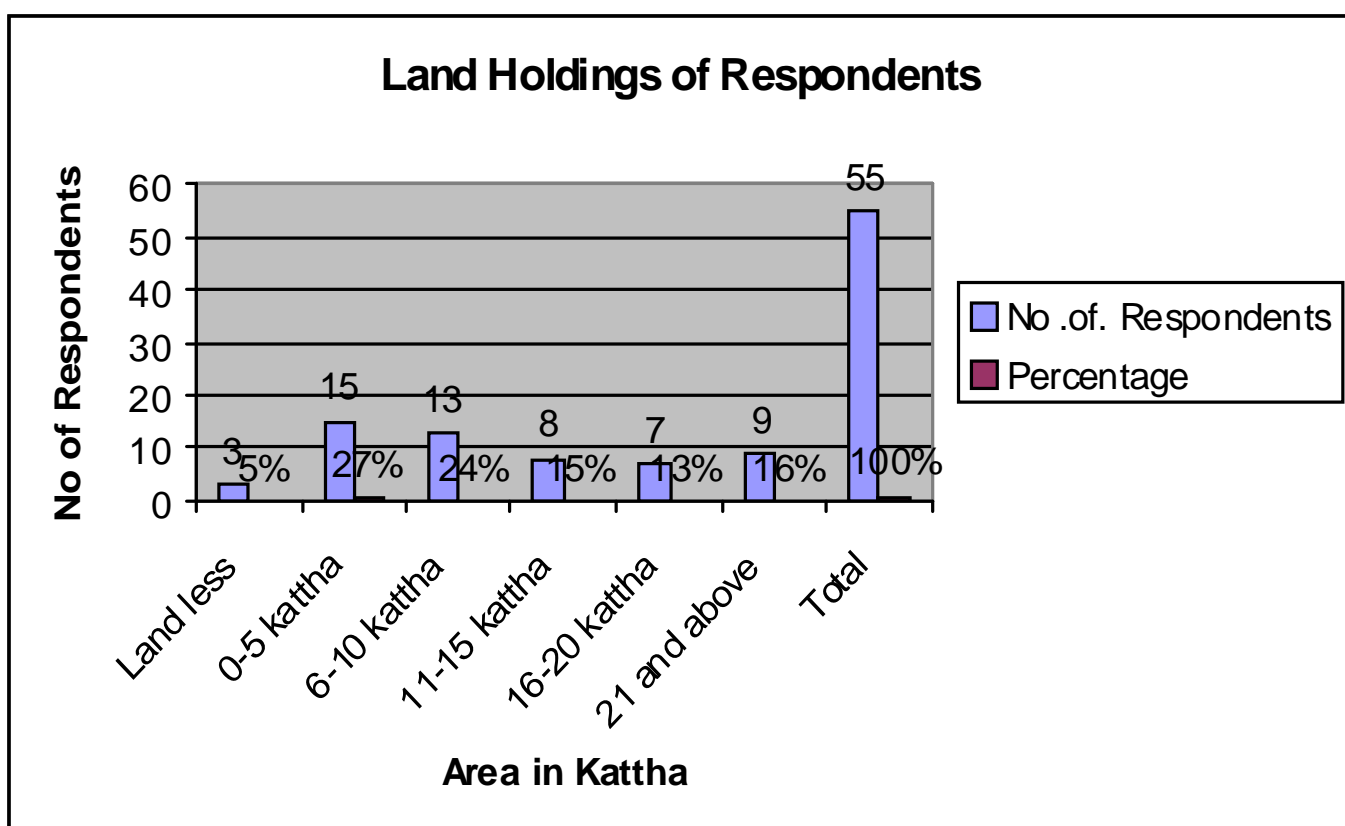 Land Holdings of Respondents
No of Respondents
60
50
40
30
20
10
0
3
5%
15
27%
13
24%
8
15%
7
13%
9
16%
55
100%
Land less
0-5 kattha
6-10 kattha
11-15 kattha
16-20 kattha
21 and above
Total
Area in Kattha
No .of. Respondents
Percentage